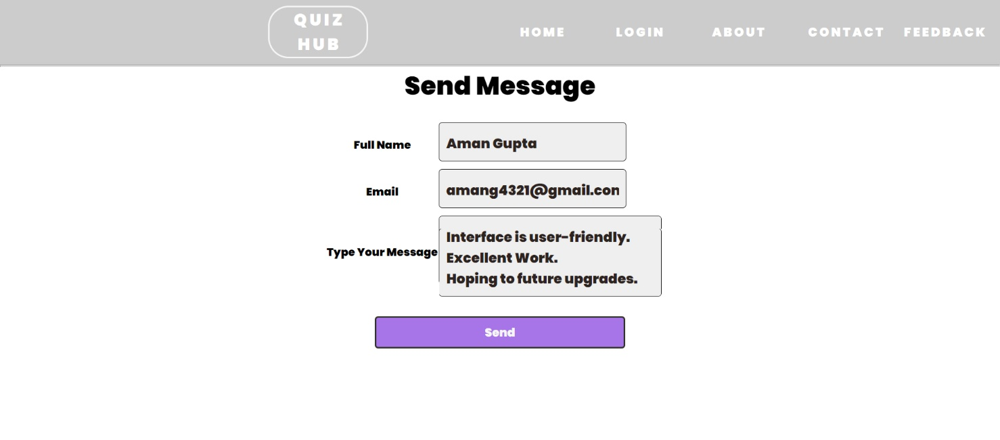 QUIZ
HUB
HOME LOGIN ABOUT CONTACT FEEDBACK
Send Message
Full Name Aman Gupta
Email amang4321@gmail.con
Type Your Message
Interface is user-friendly.
Excellent Work.
Hoping to future upgrades.
Send